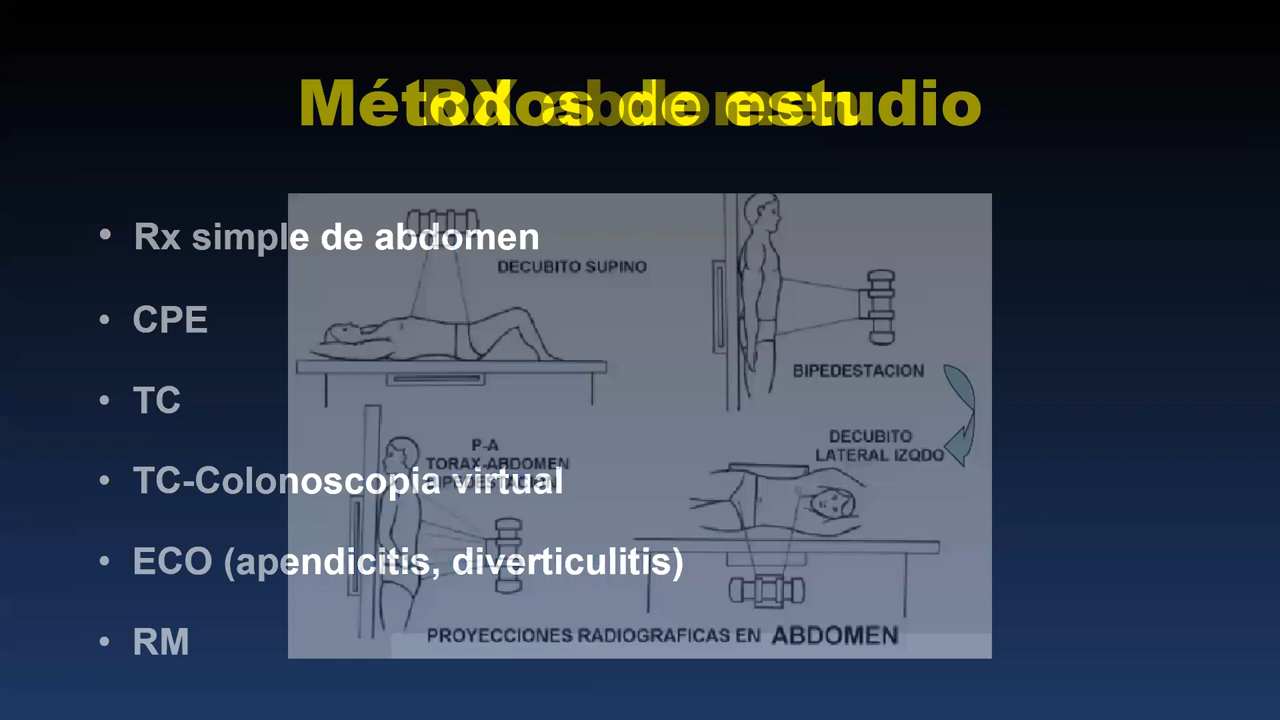 Métodos de estudio
RX abdomen
• Rx simple de abdomen
• CPE
• TC
• TC-Colonoscopia virtual
• ECO (apendicitis, diverticulitis)
• RM
DECUBITO SUPINO
BIPEDESTACION
P-A
TORAX-ABDOMEN
BIPEDESTACION
DECUBITO
LATERAL IZQDO
PROYECCIONES RADIOGRAFICAS EN ABDOMEN